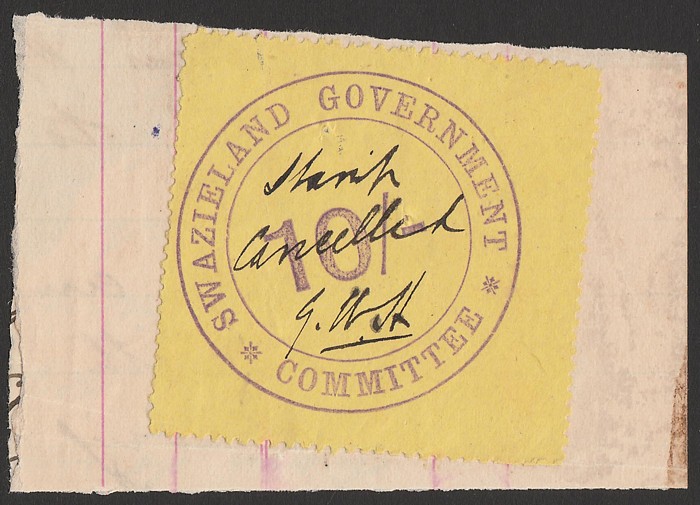 SWAZIELAND GOVERNMENT
10/-
Stamp
Cancelled
G.W.H
COMMITTEE